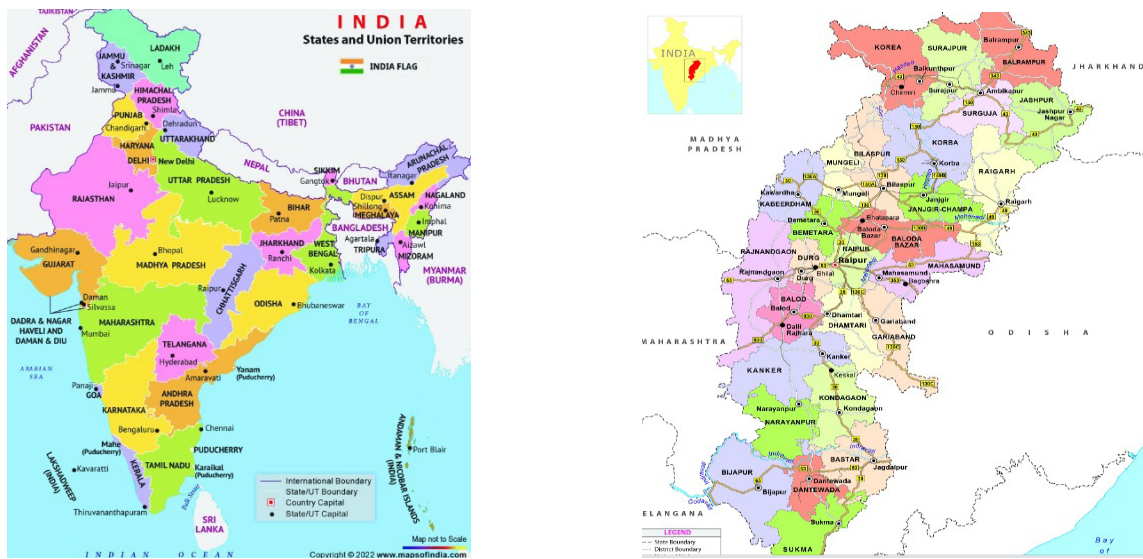 TAJIKISTAN
INDIA
States and Union Territories
INDIA FLAG
AFGHANISTAN
LADAKH
JAMMU
&
KASHMIR
Srinagar
Leh
Jammu
HIMACHAL
PRADESH
Shimla
PUNJAB
Chandigarh
Dehradun
UTTARAKHAND
CHINA
(TIBET)
PAKISTAN
HARYANA
DELHI
New Delhi
NEPAL
SIKKIM
Gangtok
BHUTAN
ARUNACHAL
PRADESH
Itanagar
Jaipur
RAJASTHAN
UTTAR PRADESH
Lucknow
BIHAR
Patna
Dispur
ASSAM
Shillong
MEGHALAYA
NAGALAND
Kohima
Imphal
MANIPUR
BANGLADESH
Agartala
TRIPURA
Aizawl
MIZORAM
Gandhinagar
GUJARAT
Bhopal
MADHYA PRADESH
JHARKHAND
Ranchi
WEST
BENGAL
Kolkata
MYANMAR
(BURMA)
CHHATTISGARH
Raipur
ODISHA
Bhubaneswar
BAY
OF
BENGAL
Daman
Silvassa
DADRA & NAGAR
HAVELI AND
DAMAN & DIU
MAHARASHTRA
Mumbai
TELANGANA
Hyderabad
Amaravati
Yanam
(Puducherry)
ARABIAN
SEA
Panaji
GOA
KARNATAKA
ANDHRA
PRADESH
Bengaluru
Chennai
Mahe
(Puducherry)
PUDUCHERRY
Karaikal
(Puducherry)
TAMIL NADU
KERALA
LAKSHADWEEP
(INDIA)
Kavaratti
Thiruvananthapuram
Palk Strait
SRI
LANKA
ANDAMAN AND NICOBAR ISLANDS
(INDIA)
Port Blair
International Boundary
State/UT Boundary
Country Capital
State/UT Capital
Map not to Scale
INDIAN OCEAN
Copyright © 2022 www.mapsofindia.com
INDIA
KOREA
SURAJPUR
Balrampur
BALRAMPUR
JHARKHAND
Baikunthpur
Chirmiri
Surajpur
Ambikapur
JASHPUR
Jashpur
Nagar
SURGUJA
MADHYA
PRADESH
BILASPUR
KORBA
Korba
MUNGELI
Mungeli
Bilaspur
RAIGARH
Raigarh
Kawardha
KABEERDHAM
Janjgir
JANJGIR-CHAMPA
Mahanadi
Bemetara
BEMETARA
Bhatapara
Baloda
Bazar
BALODA
BAZAR
RAJNANDGAON
Rajnandgaon
DURG
Durg
Bhilai
RAIPUR
Raipur
MAHASAMUND
Mahasamund
Bagbahra
BALOD
Balod
Dalli
Rajhara
Dhamtari
DHAMTARI
Gariaband
GARIABAND
ODISHA
MAHARASHTRA
Kanker
KANKER
Keskal
KONDAGAON
Kondagaon
Narayanpur
NARAYANPUR
Indravati
BASTAR
Jagdalpur
BIJAPUR
Bijapur
Dantewada
DANTEWADA
Godavari
Sukma
SUKMA
ELANGANA
LEGEND
State Boundary
District Boundary
Bay
of